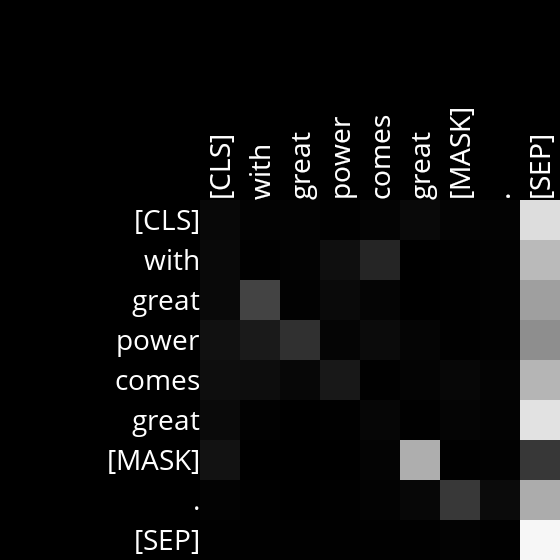 [CLS] with great power comes great [MASK] . [SEP]
[CLS]
with
great
power
comes
great
[MASK]
.
[SEP]